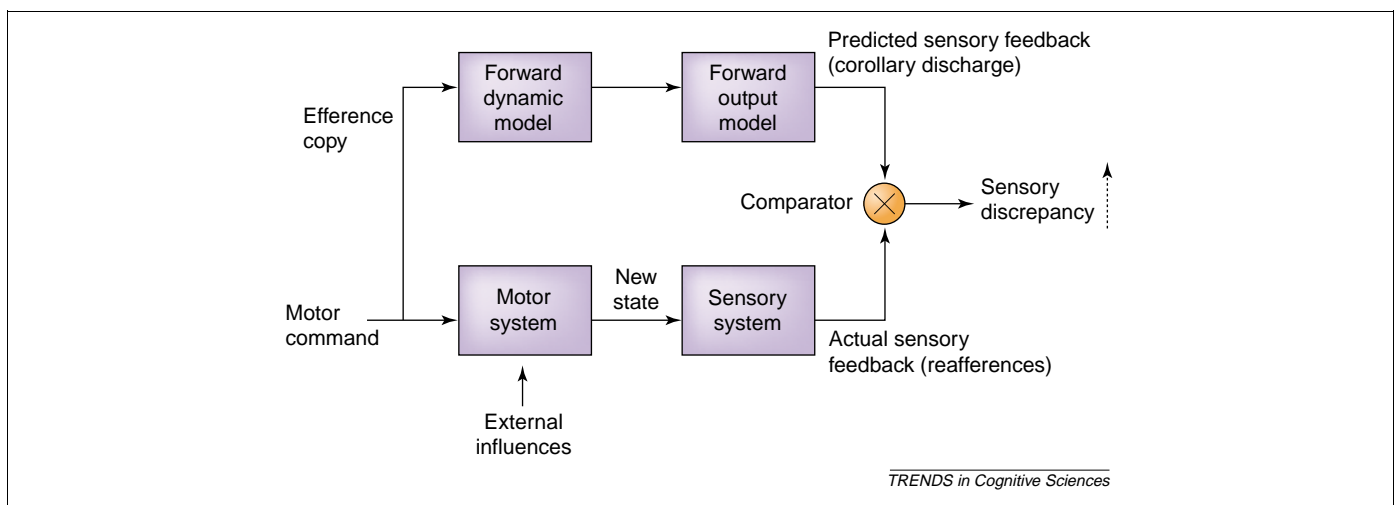 Predicted sensory feedback
(corollary discharge)
Forward
dynamic
model
Forward
output
model
Efference
copy
Comparator
Sensory
discrepancy
Motor
command
Motor
system
New
state
Sensory
system
Actual sensory
feedback (reafferences)
External
influences
TRENDS in Cognitive Sciences